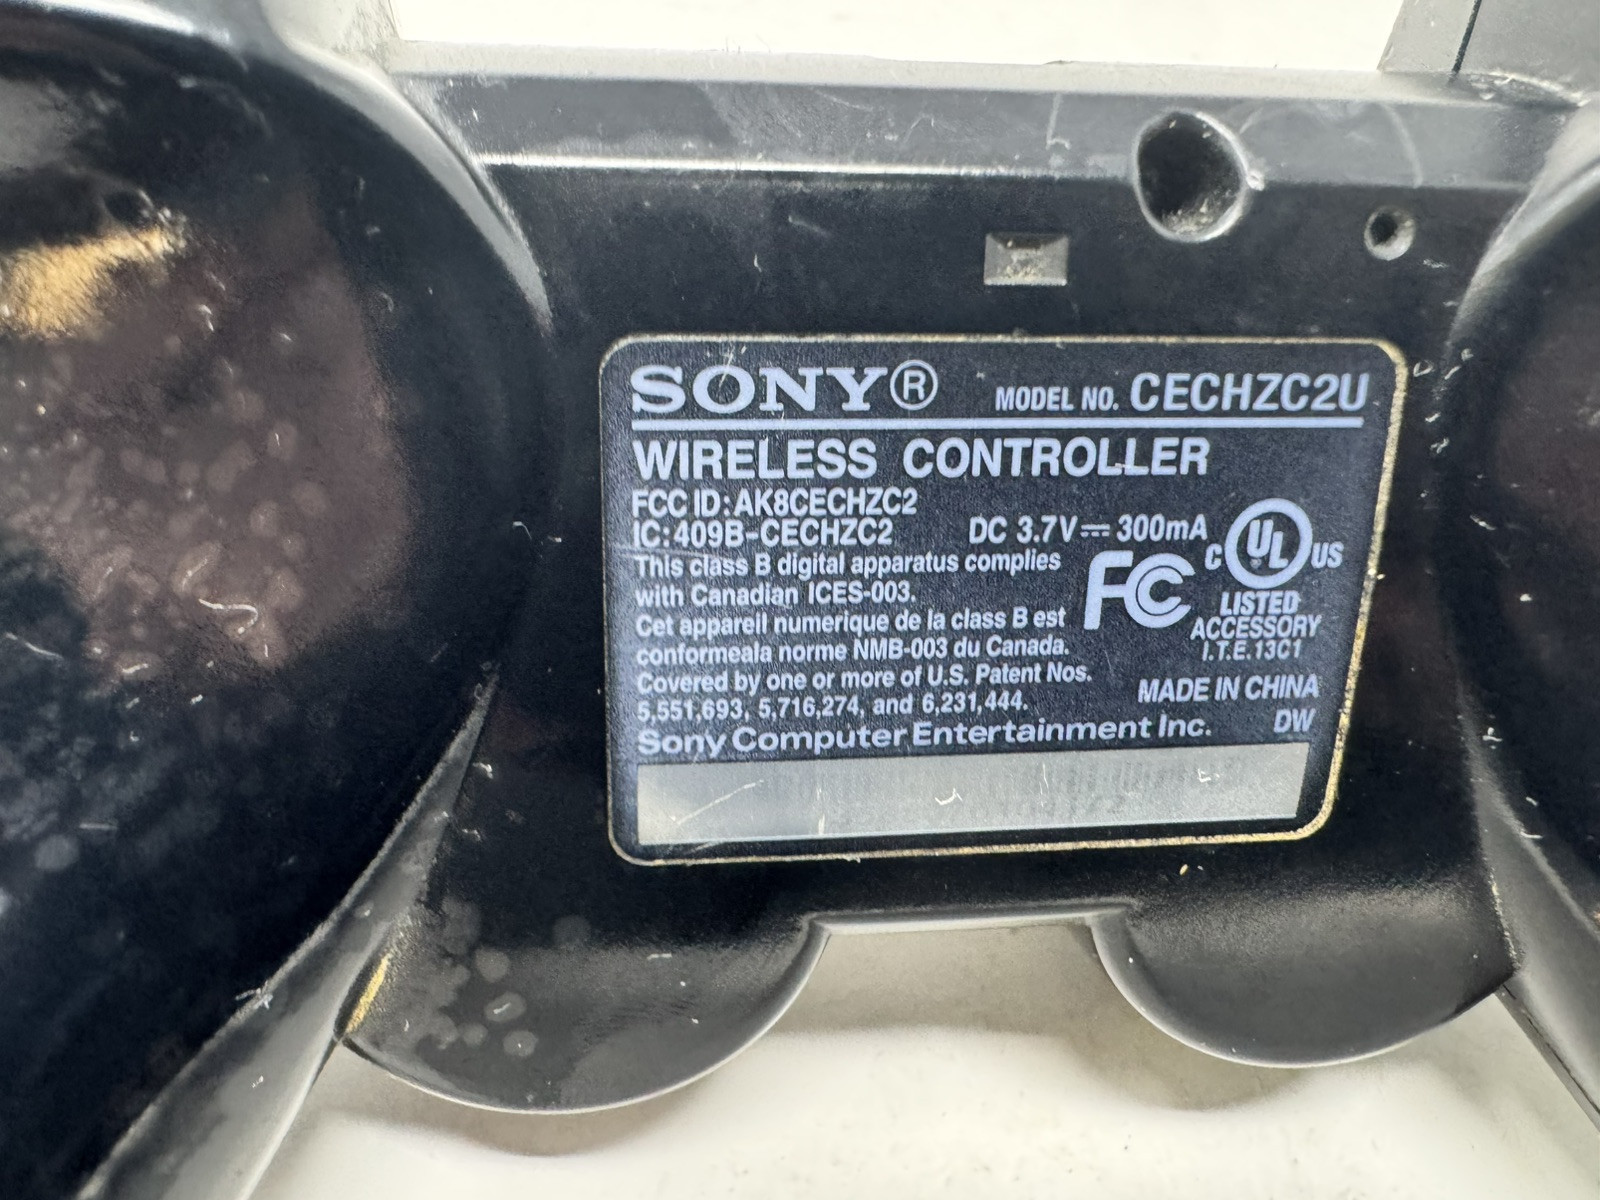 SONY® MODEL NO. CECHZC2U
WIRELESS CONTROLLER
FCC ID:AK8CECHZC2
IC:409B-CECHZC2 DC 3.7V⎓300mA
This class B digital apparatus complies
with Canadian ICES-003.
Cet appareil numerique de la class B est
conformeala norme NMB-003 du Canada.
Covered by one or more of U.S. Patent Nos.
5,551,693, 5,716,274, and 6,231,444.
Sony Computer Entertainment Inc.
FC
C UL US
LISTED
ACCESSORY
I.T.E.13C1
MADE IN CHINA
DW